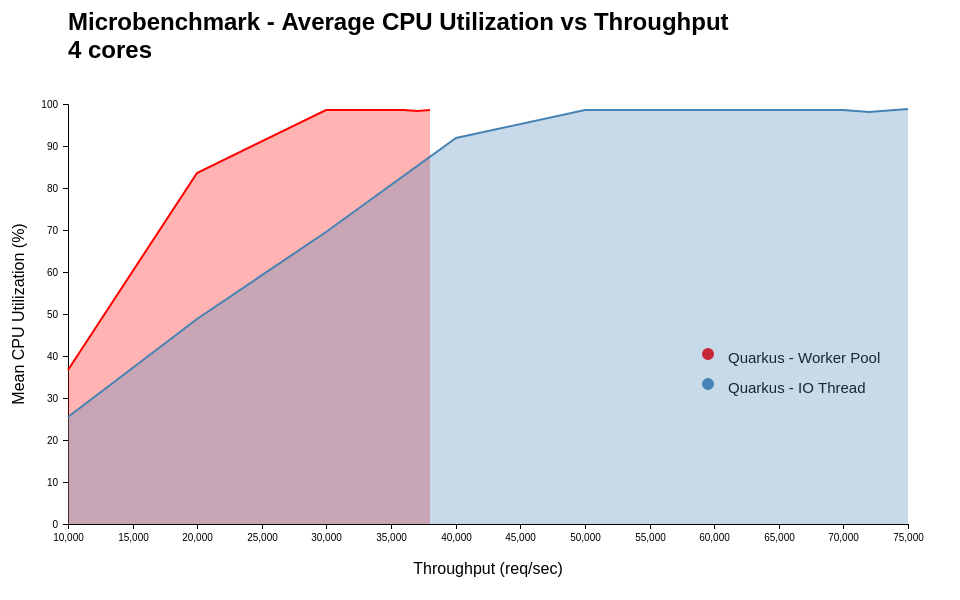 Microbenchmark - Average CPU Utilization vs Throughput
4 cores
100
90
80
70
60
50
40
30
20
10
0
Mean CPU Utilization (%)
Quarkus - Worker Pool
Quarkus - IO Thread
10,000 15,000 20,000 25,000 30,000 35,000 40,000 45,000 50,000 55,000 60,000 65,000 70,000 75,000
Throughput (req/sec)